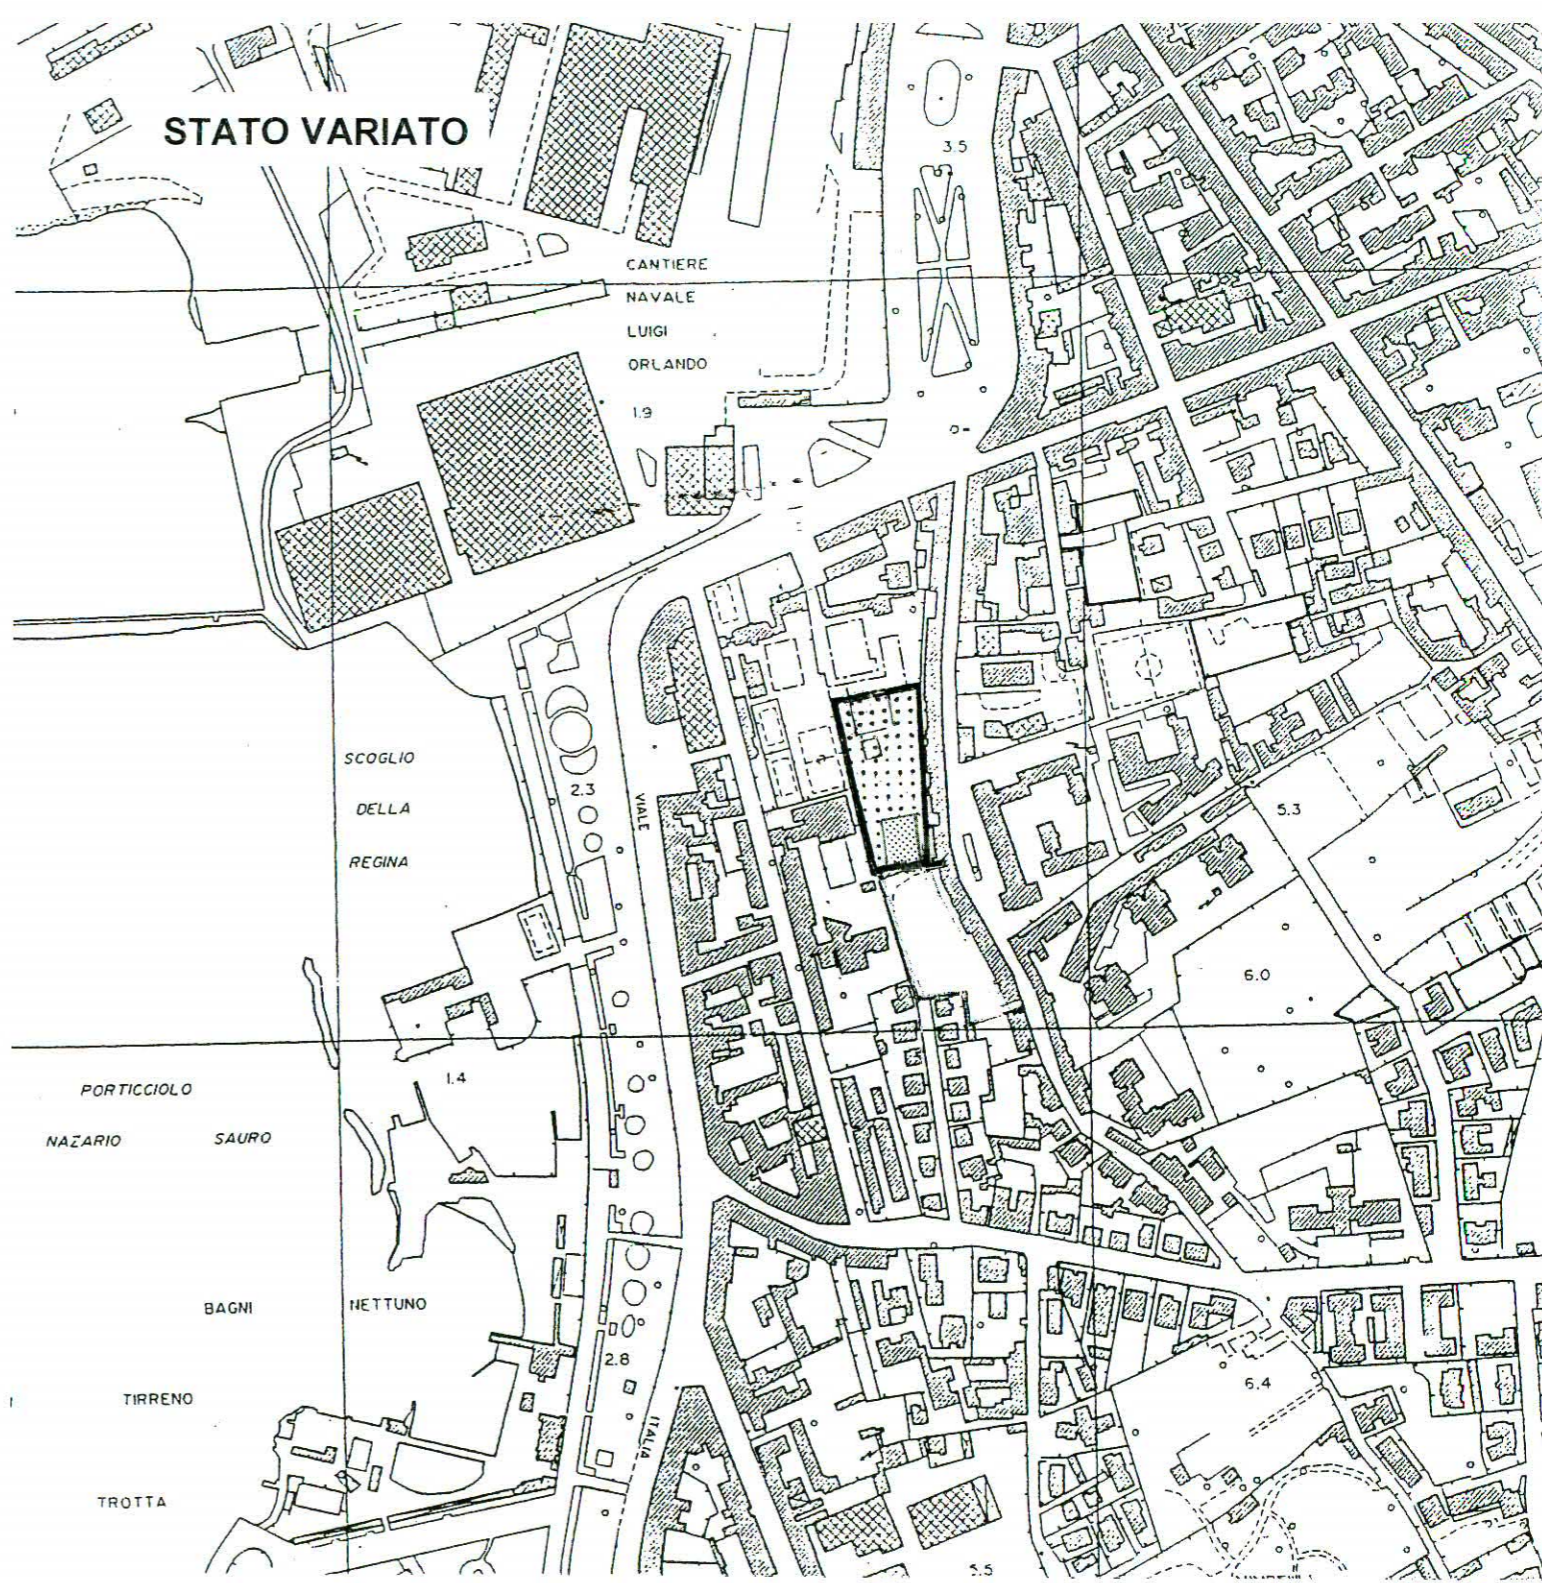 STATO VARIATO
3.5
CANTIERE
NAVALE
LUIGI
ORLANDO
1.9
SCOGLIO
DELLA
REGINA
2.3
VIALE
5.3
6.0
1.4
PORTICCIOLO
NAZARIO SAURO
BAGNI NETTUNO
2.8
TIRRENO
6.4
ITALIA
TROTTA
5.5